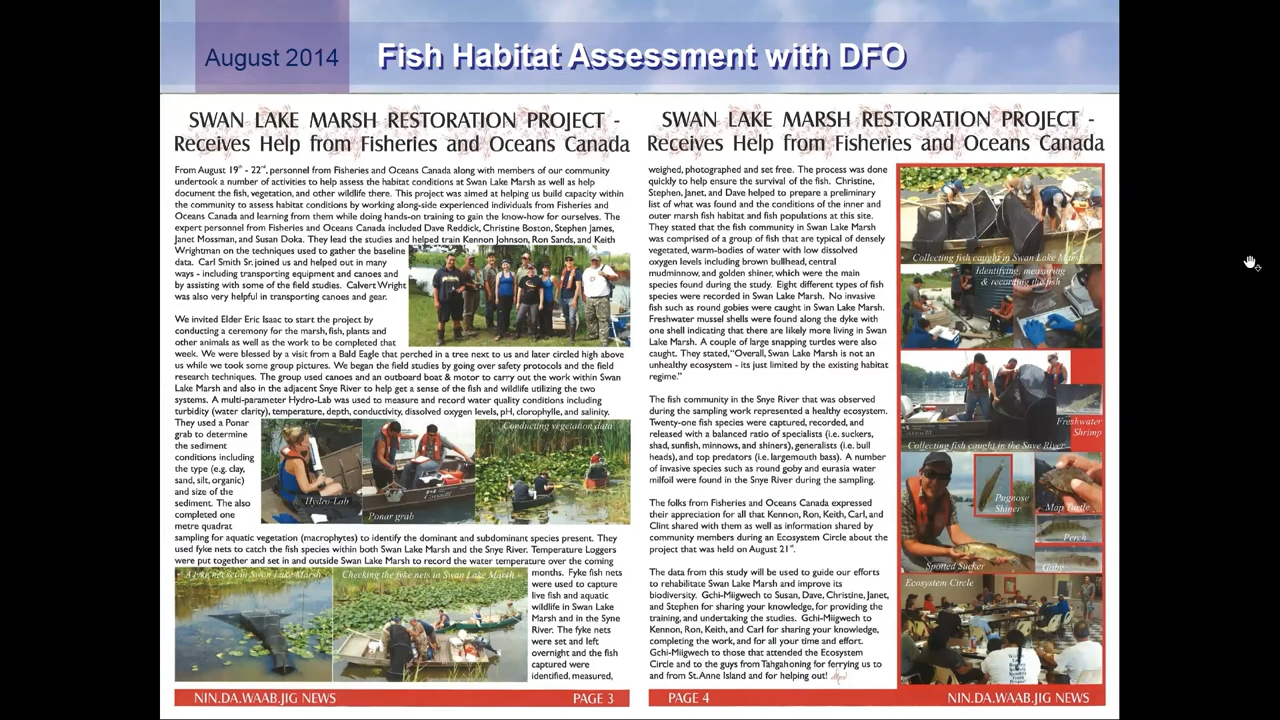 August 2014
Fish Habitat Assessment with DFO
SWAN LAKE MARSH RESTORATION PROJECT -
Receives Help from Fisheries and Oceans Canada
From August 19th - 22nd, personnel from Fisheries and Oceans Canada along with members of our community
undertook a number of activities to help assess the habitat conditions at Swan Lake Marsh as well as help
document the fish, vegetation, and other wildlife there. This project was aimed at helping us build capacity within
the community to assess habitat conditions by working along-side experienced individuals from Fisheries and
Oceans Canada and learning from them while doing hands-on training to gain the know-how for ourselves. The
expert personnel from Fisheries and Oceans Canada included Dave Reddick, Christine Boston, Stephen James,
Janet Mossman, and Susan Doka. They lead the studies and helped train Kennon Johnson, Ron Sands, and Keith
Wrightman on the techniques used to gather the baseline
data. Carl Smith Sr. joined us and helped out in many
ways - including transporting equipment and canoes and
by assisting with some of the field studies. Calvert Wright
was also very helpful in transporting canoes and gear.
We invited Elder Eric Isaac to start the project by
conducting a ceremony for the marsh, fish, plants and
other animals as well as the work to be completed that
week. We were blessed by a visit from a Bald Eagle that perched in a tree next to us and later circled high above
us while we took some group pictures. We began the field studies by going over safety protocols and the field
research techniques. The group used canoes and an outboard boat & motor to carry out the work within Swan
Lake Marsh and also in the adjacent Snye River to help get a sense of the fish and wildlife utilizing the two
systems. A multi-parameter Hydro-Lab was used to measure and record water quality conditions including
turbidity (water clarity), temperature, depth, conductivity, dissolved oxygen levels, pH, clorophylle, and salinity.
They used a Ponar
grab to determine
the sediment
conditions including
the type (e.g. clay,
sand, silt, organic)
and size of the
sediment. The also
completed one
metre quadrat
Hydro-Lab
Ponar grab
Conducting vegetation data
sampling for aquatic vegetation (macrophytes) to identify the dominant and subdominant species present. They
used fyke nets to catch the fish species within both Swan Lake Marsh and the Snye River. Temperature Loggers
were put together and set in and outside Swan Lake Marsh to record the water temperature over the coming
A fyke net set in Swan Lake Marsh
Checking the fyke nets in Swan Lake Marsh
months. Fyke fish nets
were used to capture
live fish and aquatic
wildlife in Swan Lake
Marsh and in the Syne
River. The fyke nets
were set and left
overnight and the fish
captured were
identified, measured,
NIN.DA.WAAB.JIG NEWS
PAGE 3
SWAN LAKE MARSH RESTORATION PROJECT -
Receives Help from Fisheries and Oceans Canada
weighed, photographed and set free. The process was done
quickly to help ensure the survival of the fish. Christine,
Stephen, Janet, and Dave helped to prepare a preliminary
list of what was found and the conditions of the inner and
outer marsh fish habitat and fish populations at this site.
They stated that the fish community in Swan Lake Marsh
was comprised of a group of fish that are typical of densely
vegetated, warm-bodies of water with low dissolved
oxygen levels including brown bullhead, central
mudminnow, and golden shiner, which were the main
species found during the study. Eight different types of fish
species were recorded in Swan Lake Marsh. No invasive
fish such as round gobies were caught in Swan Lake Marsh.
Freshwater mussel shells were found along the dyke with
one shell indicating that there are likely more living in Swan
Lake Marsh. A couple of large snapping turtles were also
caught. They stated, "Overall, Swan Lake Marsh is not an
unhealthy ecosystem - its just limited by the existing habitat
regime."
The fish community in the Snye River that was observed
during the sampling work represented a healthy ecosystem.
Twenty-one fish species were captured, recorded, and
released with a balanced ratio of specialists (i.e. suckers,
shad, sunfish, minnows, and shiners), generalists (i.e. bull
heads), and top predators (i.e. largemouth bass). A number
of invasive species such as round goby and eurasia water
milfoil were found in the Snye River during the sampling.
The folks from Fisheries and Oceans Canada expressed
their appreciation for all that Kennon, Ron, Keith, Carl, and
Clint shared with them as well as information shared by
community members during an Ecosystem Circle about the
project that was held on August 21st.
The data from this study will be used to guide our efforts
to rehabilitate Swan Lake Marsh and improve its
biodiversity. Gchi-Miigwech to Susan, Dave, Christine, Janet,
and Stephen for sharing your knowledge, for providing the
training, and undertaking the studies. Gchi-Miigwech to
Kennon, Ron, Keith, and Carl for sharing your knowledge,
completing the work, and for all your time and effort.
Gchi-Miigwech to those that attended the Ecosystem
Circle and to the guys from Tahgahoning for ferrying us to
and from St. Anne Island and for helping out!
Collecting fish caught in Swan Lake Marsh
Identifying, measuring
& recording the fish
Freshwater
Shrimp
Collecting fish caught in the Snye River
Pugnose
Shiner
Map Turtle
Perch
Spotted Sucker
Goby
Ecosystem Circle
PAGE 4
NIN.DA.WAAB.JIG NEWS